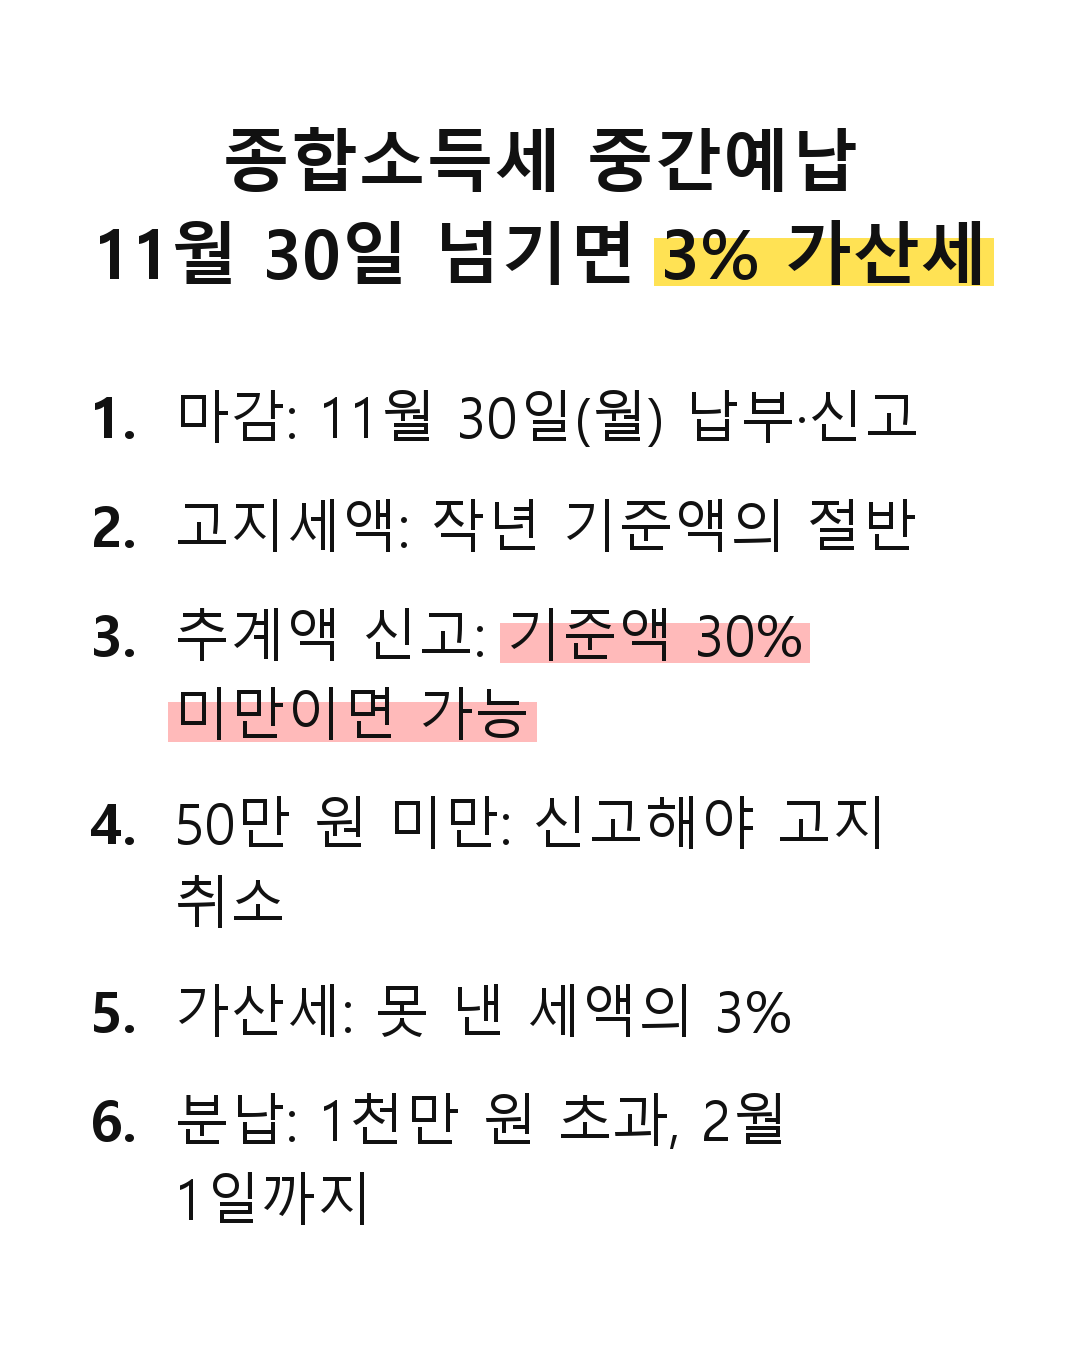 종합소득세 중간예납
11월 30일 넘기면 3% 가산세
1. 마감: 11월 30일(월) 납부·신고
2. 고지세액: 작년 기준액의 절반
3. 추계액 신고: 기준액 30%
미만이면 가능
4. 50만 원 미만: 신고해야 고지
취소
5. 가산세: 못 낸 세액의 3%
6. 분납: 1천만 원 초과, 2월
1일까지